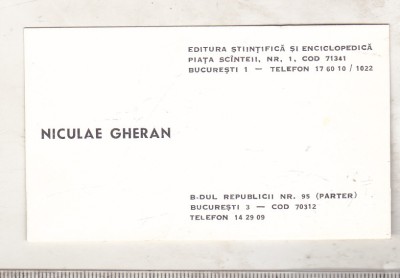 EDITURA ŞTIINŢIFICĂ ŞI ENCICLOPEDICĂ
PIAŢA SCÎNTEII, NR, 1, COD 71341
BUCUREŞTI 1 — TELEFON 17 60 10 / 1622
NICULAE GHERAN
B-DUL REPUBLICII NR. 95 (PARTER)
BUCUREŞTI 3 — COD 70312
TELEFON 14 29 09